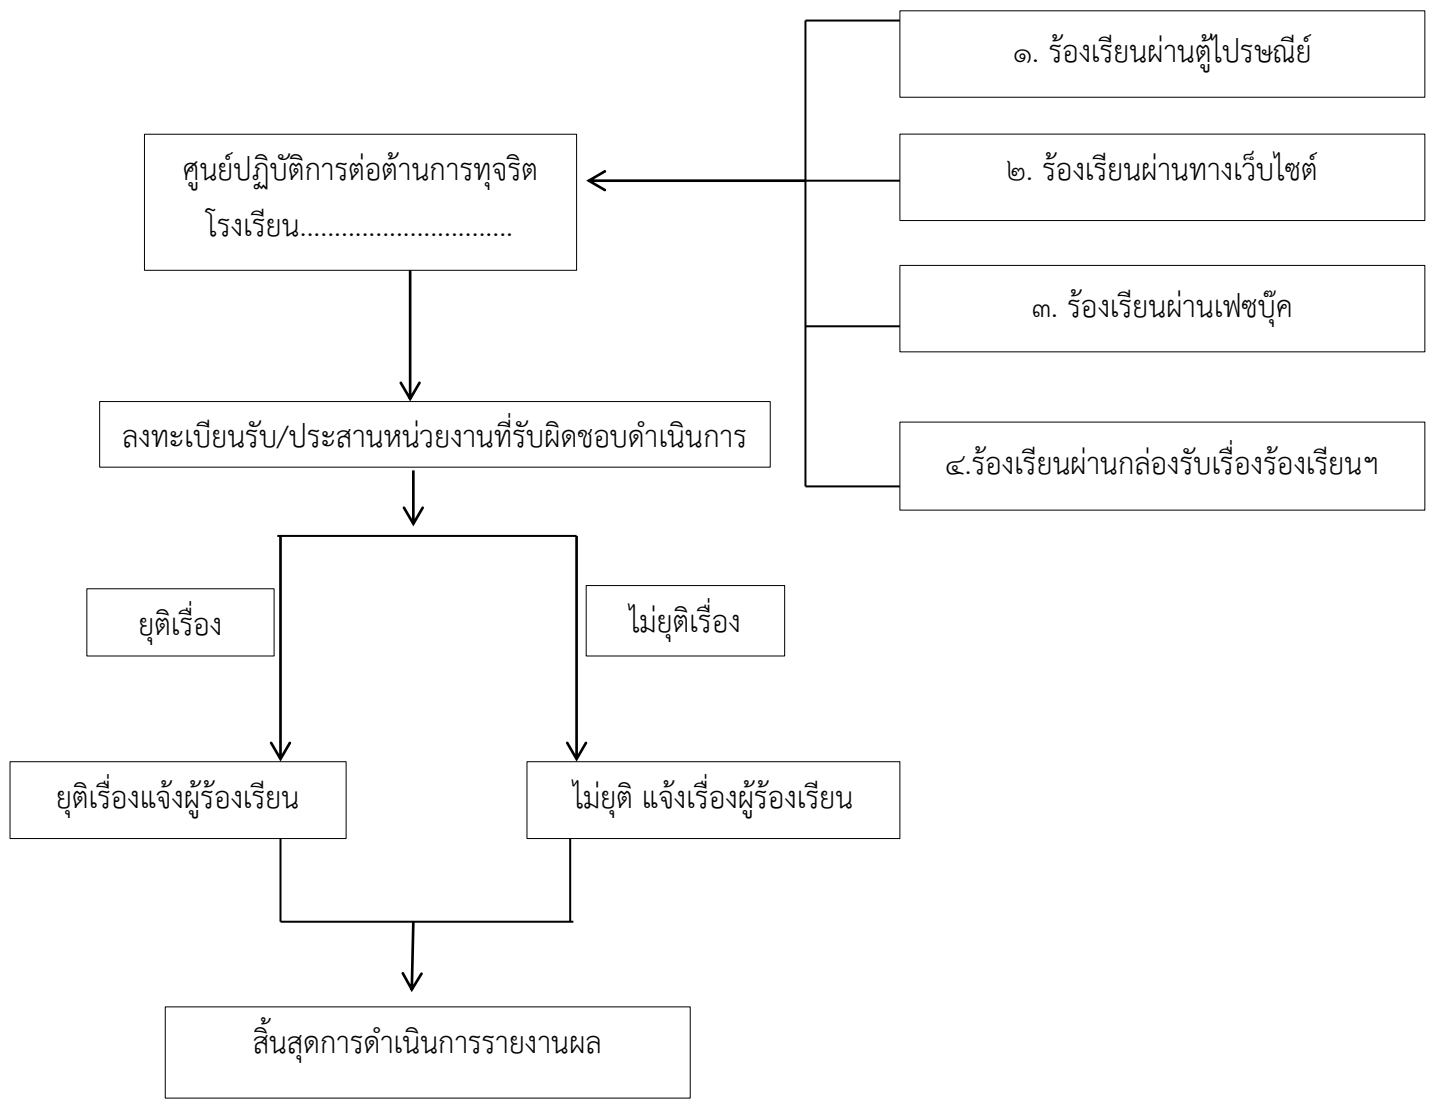 ๑. ร้องเรียนผ่านตู้ไปรษณีย์
ศูนย์ปฏิบัติการต่อต้านการทุจริต
โรงเรียน...............................
๒. ร้องเรียนผ่านทางเว็บไซต์
๓. ร้องเรียนผ่านเฟซบุ๊ค
ลงทะเบียนรับ/ประสานหน่วยงานที่รับผิดชอบดำเนินการ
๔.ร้องเรียนผ่านกล่องรับเรื่องร้องเรียนฯ
ยุติเรื่อง
ไม่ยุติเรื่อง
ยุติเรื่องแจ้งผู้ร้องเรียน
ไม่ยุติ แจ้งเรื่องผู้ร้องเรียน
สิ้นสุดการดำเนินการรายงานผล